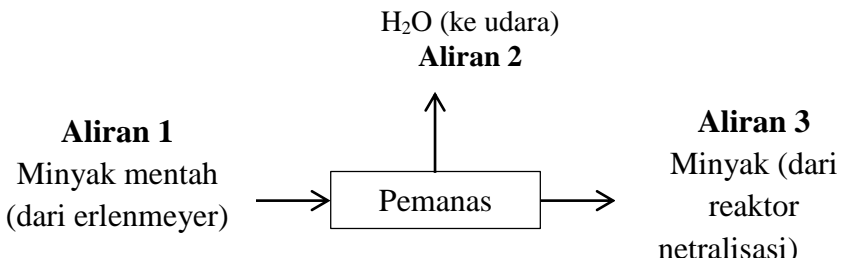 H₂O (ke udara)
Aliran 2
Aliran 1
Minyak mentah
(dari erlenmeyer)
Pemanas
Aliran 3
Minyak (dari
reaktor
netralisasi)